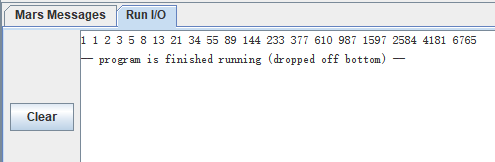 Mars Messages Run I/O
1 1 2 3 5 8 13 21 34 55 89 144 233 377 610 987 1597 2584 4181 6765
-- program is finished running (dropped off bottom) --
Clear